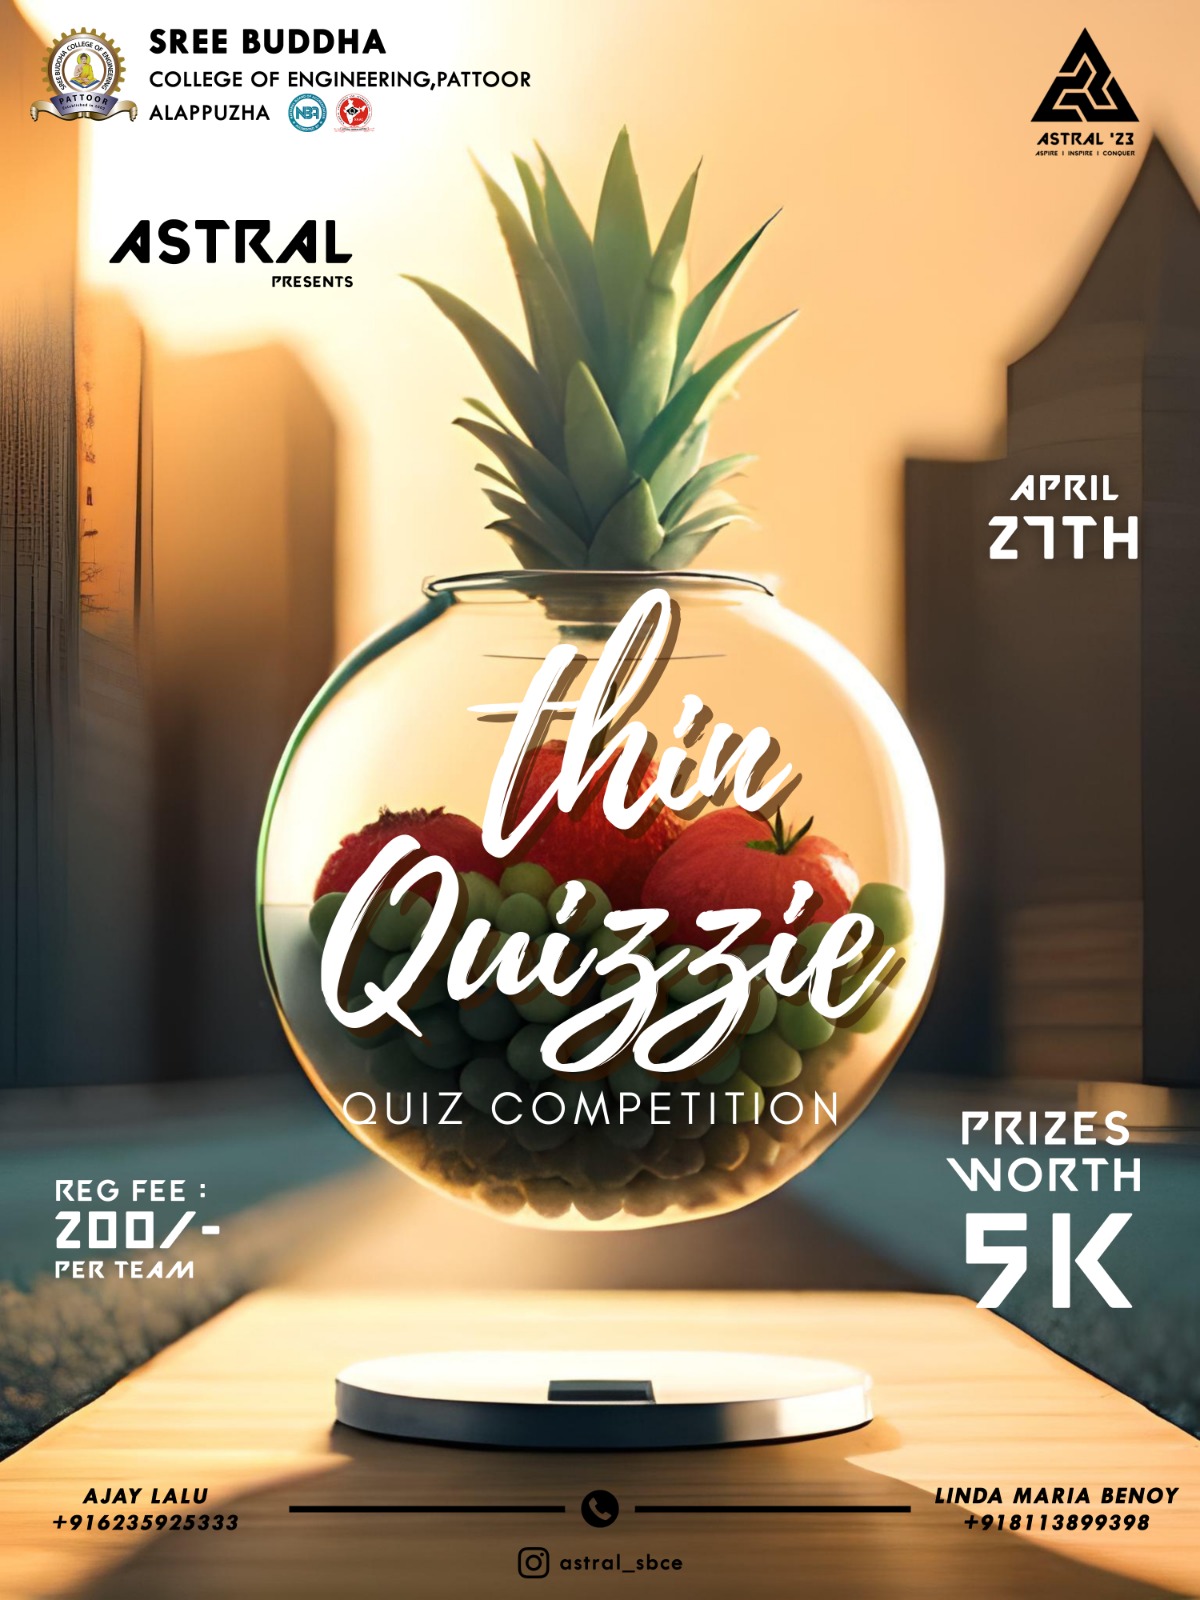 SREE BUDDHA
COLLEGE OF ENGINEERING,PATTOOR
ALAPPUZHA
NBA
SREE BUDDHA COLLEGE OF ENGINEERING
PATTOOR
ASTRAL '23
ASPIRE | INSPIRE | CONQUER
ASTRAL
PRESENTS
APRIL
27TH
thin
Quizzie
QUIZ COMPETITION
REG FEE :
200/-
PER TEAM
PRIZES
WORTH
5K
AJAY LALU
+916235925333
LINDA MARIA BENOY
+918113899398
astral_sbce